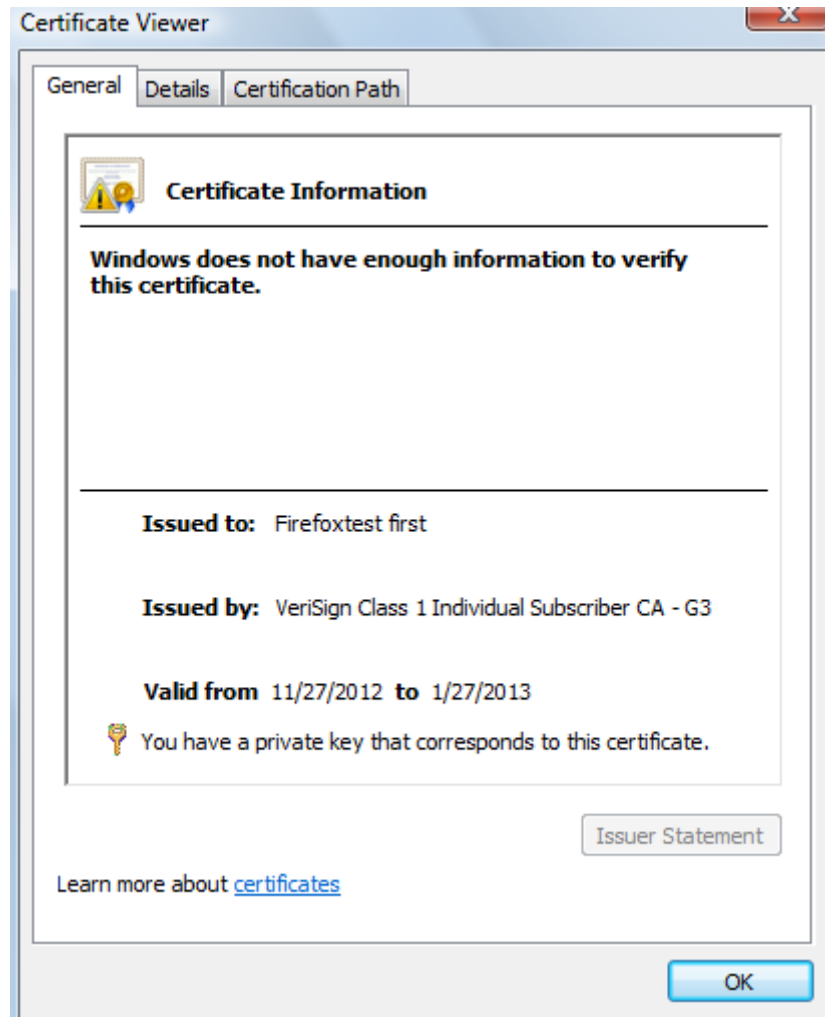 Certificate Viewer
General Details Certification Path
Certificate Information
Windows does not have enough information to verify
this certificate.
Issued to: Firefoxtest first
Issued by: VeriSign Class 1 Individual Subscriber CA - G3
Valid from 11/27/2012 to 1/27/2013
You have a private key that corresponds to this certificate.
Issuer Statement
Learn more about certificates
OK